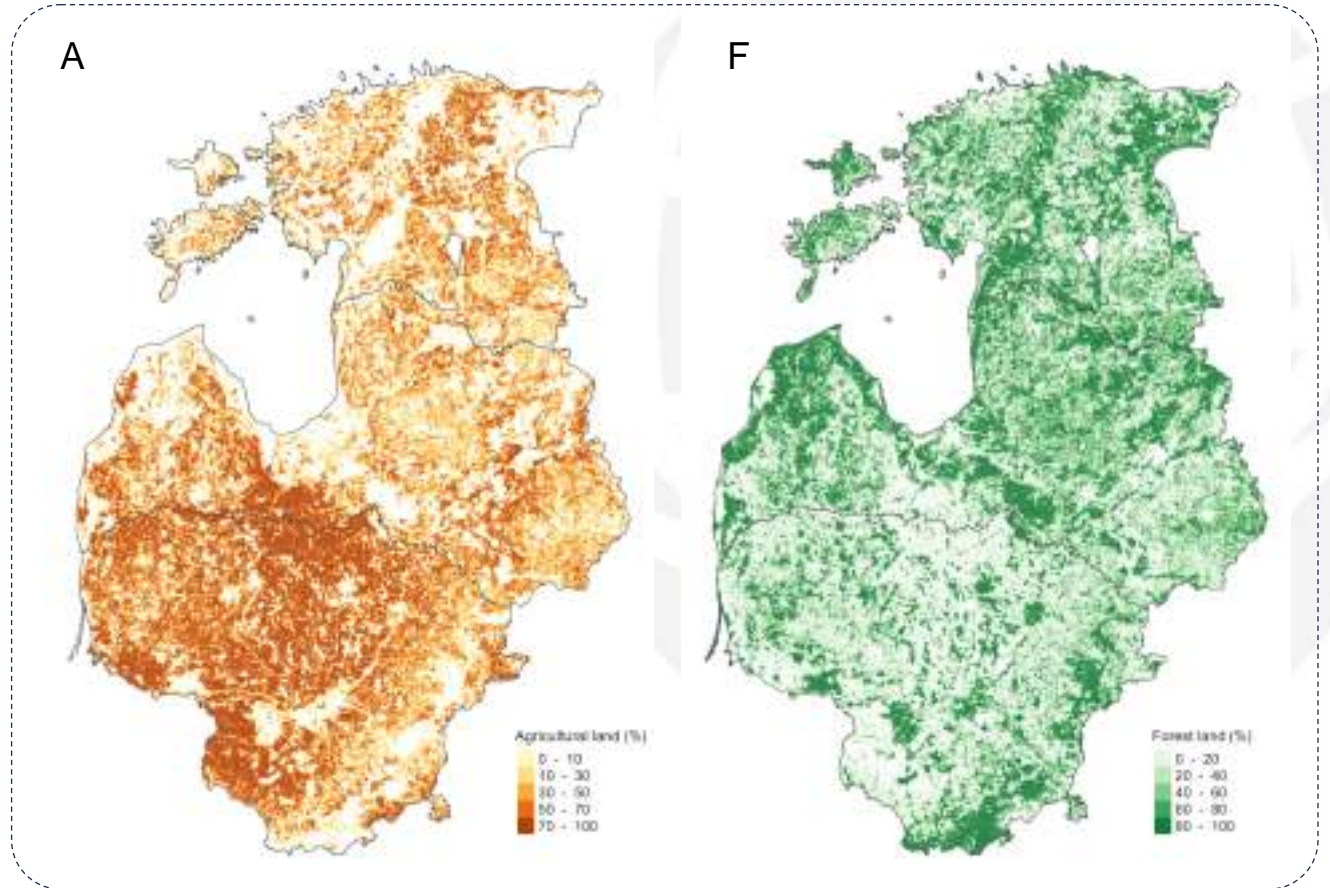 A
F
Agricultural land (%)
0 - 10
10 - 30
30 - 50
50 - 70
70 - 100
Forest land (%)
0 - 20
20 - 40
40 - 60
60 - 80
80 - 100